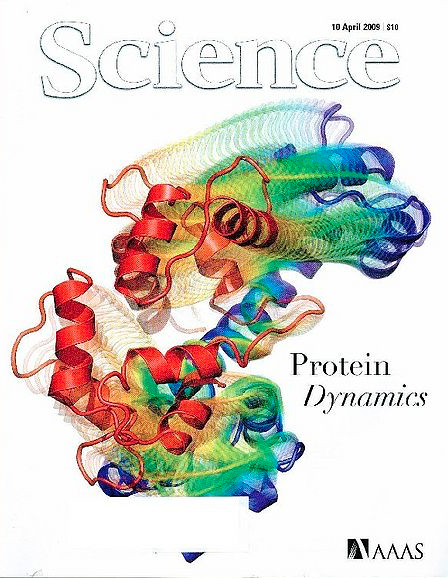 10 April 2009 | $10
Science
Protein
Dynamics
AAAS